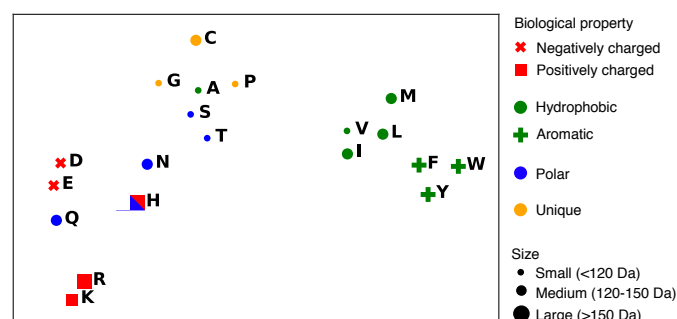 C
G
A
P
S
T
M
V
L
I
F
W
Y
D
E
N
H
Q
R
K
Biological property
Negatively charged
Positively charged
Hydrophobic
Aromatic
Polar
Unique
Size
Small (<120 Da)
Medium (120-150 Da)
Large (>150 Da)